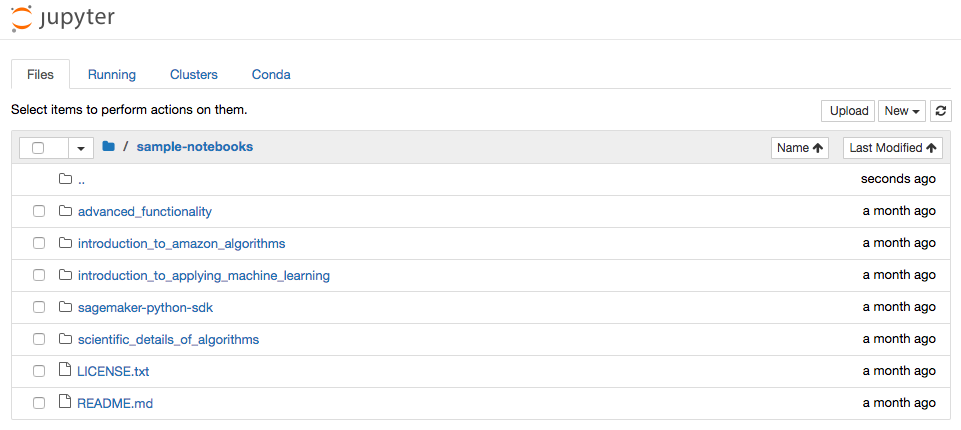 jupyter
Files Running Clusters Conda
Select items to perform actions on them.
Upload New
/ sample-notebooks Name Last Modified
.. seconds ago
advanced_functionality a month ago
introduction_to_amazon_algorithms a month ago
introduction_to_applying_machine_learning a month ago
sagemaker-python-sdk a month ago
scientific_details_of_algorithms a month ago
LICENSE.txt a month ago
README.md a month ago